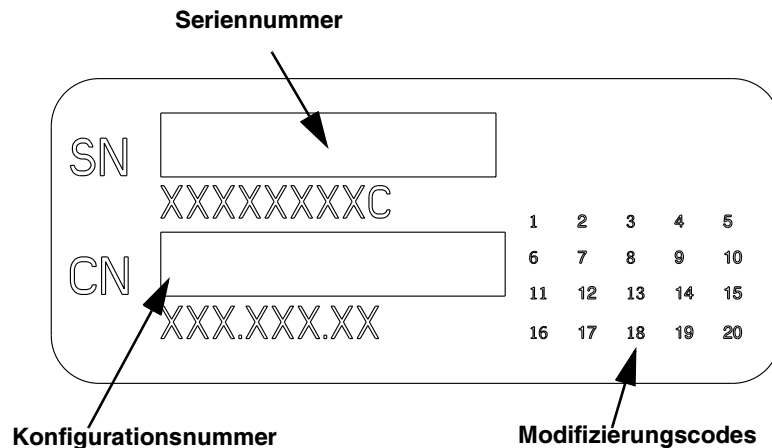 Seriennummer
SN
XXXXXXXXC
CN
XXX.XXX.XX
1 2 3 4 5
6 7 8 9 10
11 12 13 14 15
16 17 18 19 20
Konfigurationsnummer
Modifizierungscodes